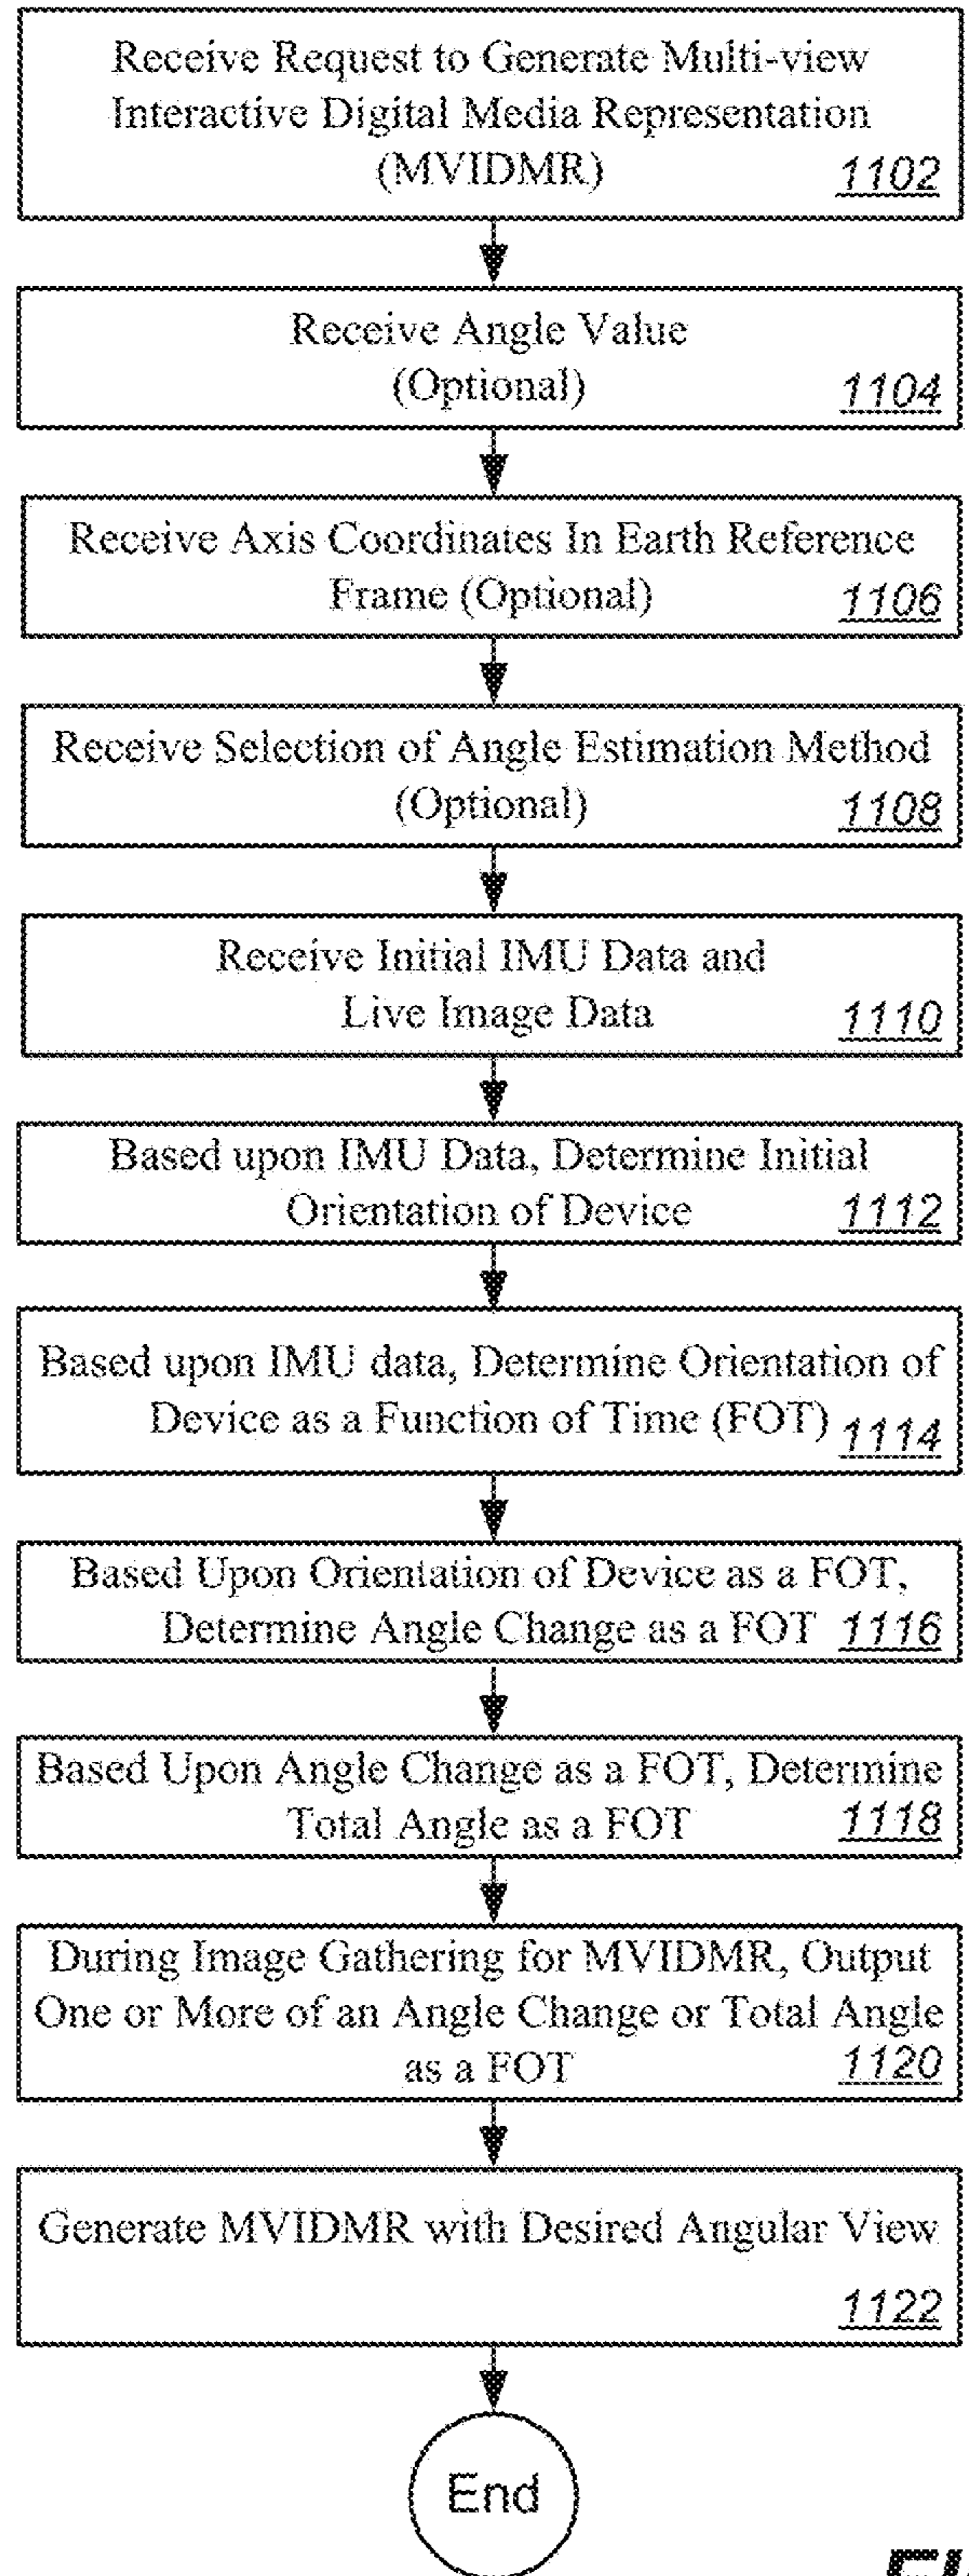 Receive Request to Generate Multi-view
Interactive Digital Media Representation
(MVIDMR) 1102
Receive Angle Value
(Optional) 1104
Receive Axis Coordinates In Earth Reference
Frame (Optional) 1106
Receive Selection of Angle Estimation Method
(Optional) 1108
Receive Initial IMU Data and
Live Image Data 1110
Based upon IMU Data, Determine Initial
Orientation of Device 1112
Based upon IMU data, Determine Orientation of
Device as a Function of Time (FOT) 1114
Based Upon Orientation of Device as a FOT,
Determine Angle Change as a FOT 1116
Based Upon Angle Change as a FOT, Determine
Total Angle as a FOT 1118
During Image Gathering for MVIDMR, Output
One or More of an Angle Change or Total Angle
as a FOT 1120
Generate MVIDMR with Desired Angular View
1122
End